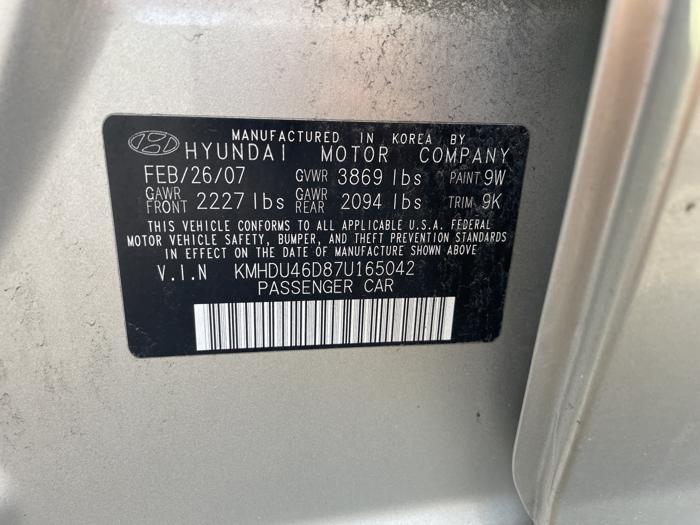 MANUFACTURED IN KOREA BY
HYUNDAI MOTOR COMPANY
FEB/26/07 GVWR 3869 lbs PAINT 9W
GAWR FRONT 2227 lbs GAWR REAR 2094 lbs TRIM 9K
THIS VEHICLE CONFORMS TO ALL APPLICABLE U.S.A. FEDERAL
MOTOR VEHICLE SAFETY, BUMPER, AND THEFT PREVENTION STANDARDS
IN EFFECT ON THE DATE OF MANUFACTURE SHOWN ABOVE
V.I.N KMHDU46D87U165042
PASSENGER CAR